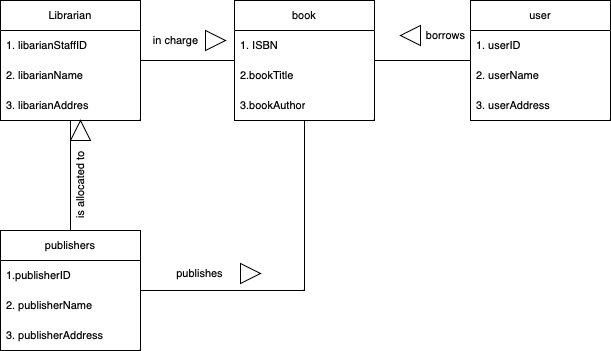 Librarian
1. libarianStaffID
2. libarianName
3. libarianAddres
in charge
book
1. ISBN
2.bookTitle
3.bookAuthor
borrows
user
1. userID
2. userName
3. userAddress
is allocated to
publishers
1.publisherID
2. publisherName
3. publisherAddress
publishes